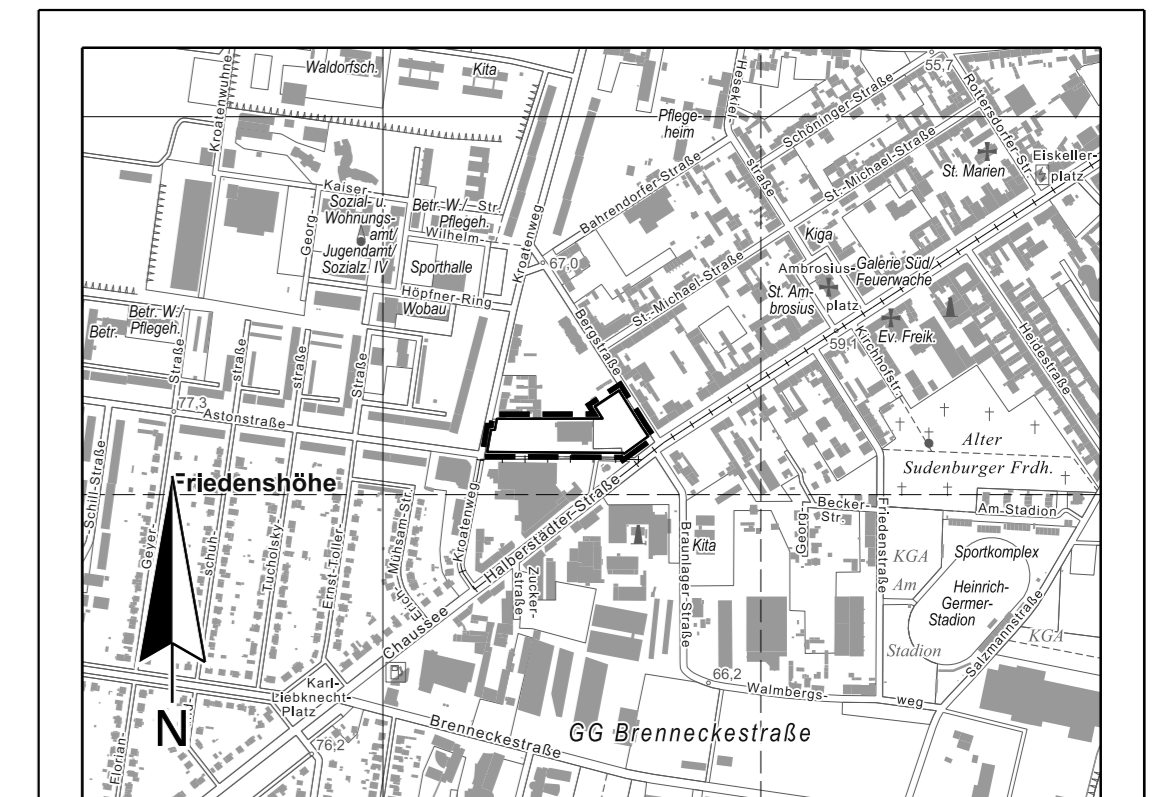 Waldorfsch.
Kita
Kroatenwuhne
Hesekiel-
straße
55,7
Schöninger-Straße
Rottersdorfer-Str.
Pflege-
heim
St.-Michael-Straße
St. Marien
Eiskeller-
platz
Bahrendorfer-Straße
Kaiser-
Wilhelm-
Sozial- u.
Wohnungs-
amt/
Jugendamt/
Sozialz. IV
Betr. W./
Str.
Pflegeh.
Georg-
Sporthalle
Höpfner-Ring
Wobau
Kroatenweg
67,0
Kiga
Ambrosius-
platz
Galerie Süd/
Feuerwache
St. Am-
brosius
Ev. Freik.
59,1
St.-Michael-Straße
Bergstraße
Kirchhofstr.
Heidestraße
Betr. W./
Pflegeh.
Betr.
Straße
straße
straße
Straße
77,3
Astonstraße
Alter
Sudenburger Frdh.
Am Stadion
Schill-Straße
Friedenshöhe
Geyer-
schuh-
Tucholsky-
Ernst-Toller-
Erich-Mühsam-Str.
Kroatenweg
Halberstädter-Straße
Zucker-
straße
Braunlager-Straße
Kita
Becker-
Str.
Georg-
Friedenstraße
KGA
Am
Stadion
Sportkomplex
Heinrich-
Germer-
Stadion
Salzmannstraße
KGA
Chaussee
Karl-
Liebknecht-
Platz
76,2
66,2
Walmbergs-
weg
Brenneckestraße
GG Brenneckestraße
Florian-
N